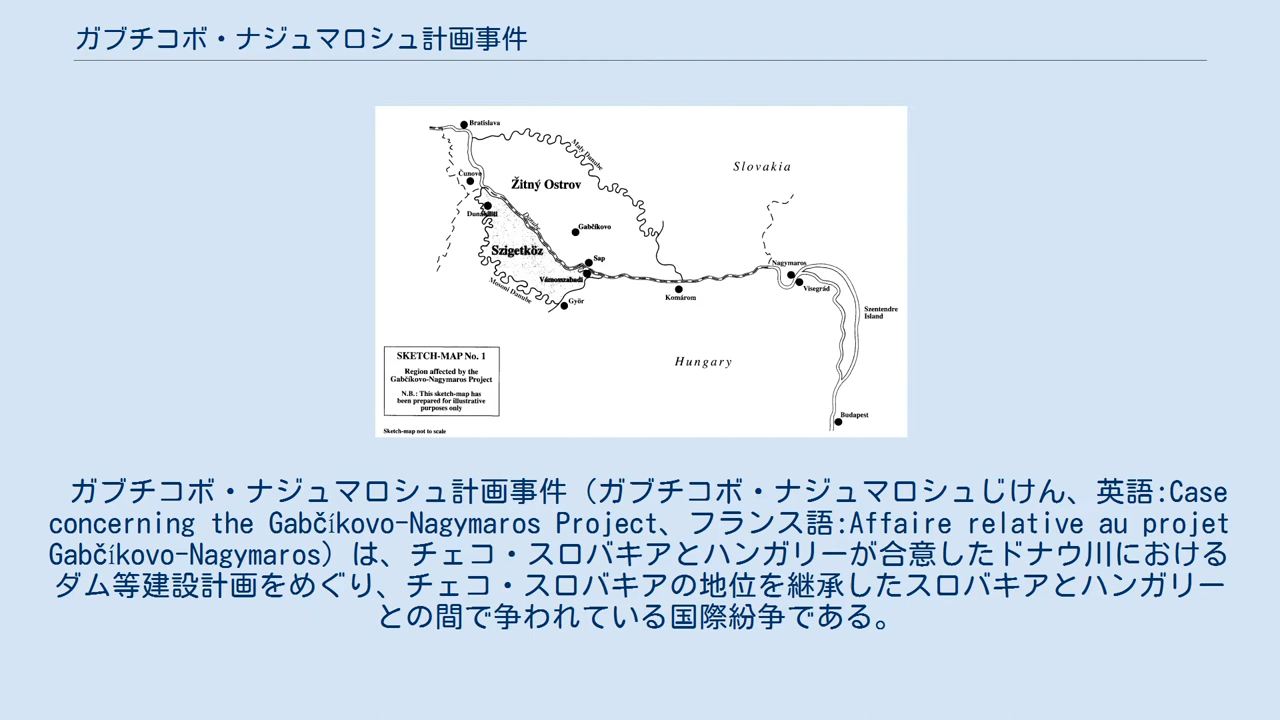 ガブチコボ・ナジュマロシュ計画事件
Bratislava
Maly Danube
Slovakia
Čunovo
Žitný Ostrov
Danube
Gabčíkovo
Szigetköz
Sap
Nagymaros
Vámosszabadi
Mosoni Danube
Visegrád
Komárom
Győr
Szentendre
Island
SKETCH-MAP No. 1
Hungary
Region affected by the
Gabčíkovo-Nagymaros Project
N.B.: This sketch-map has
been prepared for illustrative
purposes only
Budapest
Sketch-map not to scale
ガブチコボ・ナジュマロシュ計画事件（ガブチコボ・ナジュマロシュじけん、英語:Case
concerning the Gabčíkovo-Nagymaros Project、フランス語:Affaire relative au projet
Gabčíkovo-Nagymaros）は、チェコ・スロバキアとハンガリーが合意したドナウ川における
ダム等建設計画をめぐり、チェコ・スロバキアの地位を継承したスロバキアとハンガリー
との間で争われている国際紛争である。